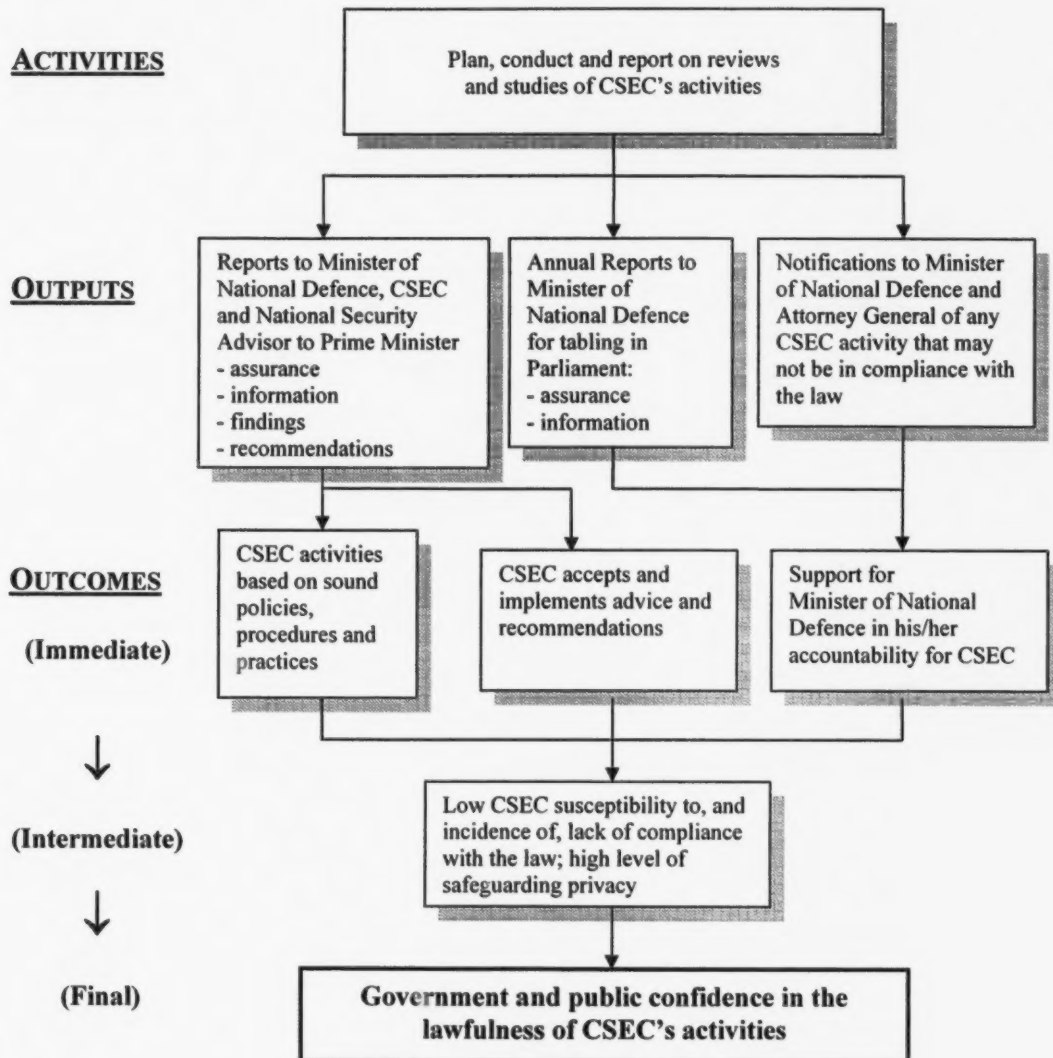 ACTIVITIES
Plan, conduct and report on reviews
and studies of CSEC's activities
OUTPUTS
Reports to Minister of
National Defence, CSEC
and National Security
Advisor to Prime Minister
- assurance
- information
- findings
- recommendations
Annual Reports to
Minister of
National Defence
for tabling in
Parliament:
- assurance
- information
Notifications to Minister
of National Defence and
Attorney General of any
CSEC activity that may
not be in compliance with
the law
OUTCOMES
(Immediate)
CSEC activities
based on sound
policies,
procedures and
practices
CSEC accepts and
implements advice and
recommendations
Support for
Minister of National
Defence in his/her
accountability for CSEC
(Intermediate)
Low CSEC susceptibility to, and
incidence of, lack of compliance
with the law; high level of
safeguarding privacy
(Final)
Government and public confidence in the
lawfulness of CSEC's activities